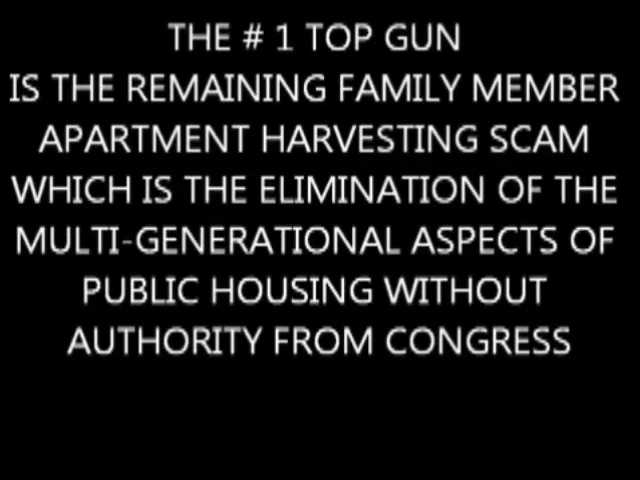 THE # 1 TOP GUN
IS THE REMAINING FAMILY MEMBER
APARTMENT HARVESTING SCAM
WHICH IS THE ELIMINATION OF THE
MULTI-GENERATIONAL ASPECTS OF
PUBLIC HOUSING WITHOUT
AUTHORITY FROM CONGRESS